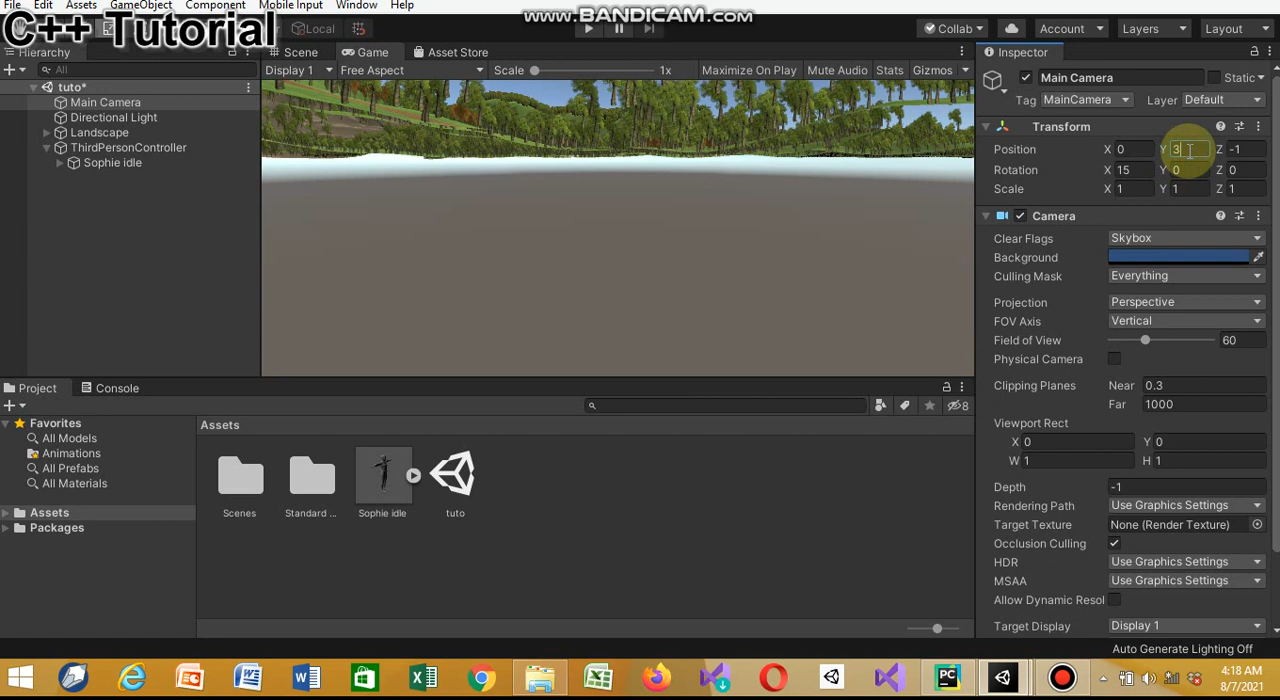 File Edit Assets GameObject Component Mobile Input Window Help
WWW.BANDICAM.COM
C++ Tutorial
Local
Collab Account Layers Layout
Hierarchy
All
tuto*
Main Camera
Directional Light
Landscape
ThirdPersonController
Sophie idle
Scene Game Asset Store
Display 1 Free Aspect Scale 1x Maximize On Play Mute Audio Stats Gizmos
Inspector
Main Camera Static
Tag MainCamera Layer Default
Transform
Position X 0 Y 3 Z -1
Rotation X 15 Y 0 Z 0
Scale X 1 Y 1 Z 1
Camera
Clear Flags Skybox
Background
Culling Mask Everything
Projection Perspective
FOV Axis Vertical
Field of View 60
Physical Camera
Clipping Planes Near 0.3
Far 1000
Viewport Rect
X 0 Y 0
W 1 H 1
Depth -1
Rendering Path Use Graphics Settings
Target Texture None (Render Texture)
Occlusion Culling
HDR Use Graphics Settings
MSAA Use Graphics Settings
Allow Dynamic Resol
Target Display Display 1
Project Console
8
Favorites
All Models
Animations
All Prefabs
All Materials
Assets
Packages
Assets
Scenes Standard ... Sophie idle tuto
Auto Generate Lighting Off
4:18 AM
8/7/2021